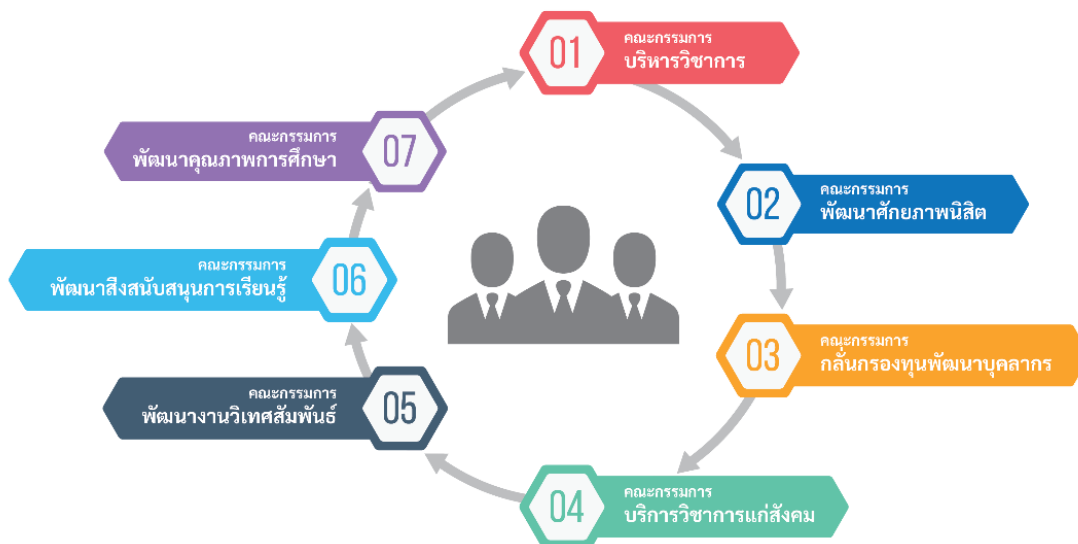 01
คณะกรรมการ
บริหารวิชาการ
02
คณะกรรมการ
พัฒนาศักยภาพนิสิต
03
คณะกรรมการ
กลั่นกรองทุนพัฒนาบุคลากร
04
คณะกรรมการ
บริการวิชาการแก่สังคม
05
คณะกรรมการ
พัฒนางานวิเทศสัมพันธ์
06
คณะกรรมการ
พัฒนาสิ่งสนับสนุนการเรียนรู้
07
คณะกรรมการ
พัฒนาคุณภาพการศึกษา